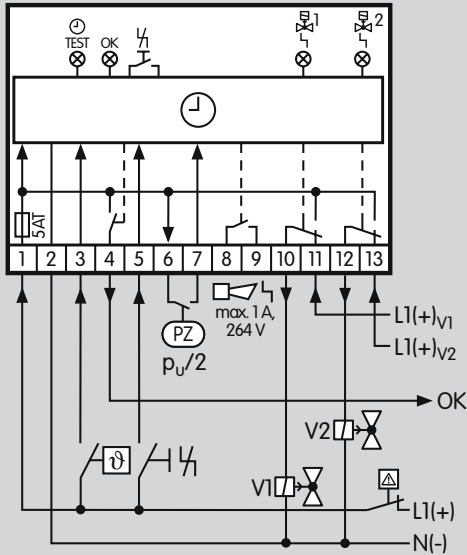 1 2
TEST OK
5AT
1 2 3 4 5 6 7 8 9 10 11 12 13
PZ
pu/2
max. 1 A,
264 V
L1(+)V1
L1(+)V2
OK
V2
ϑ
V1
L1(+)
N(-)